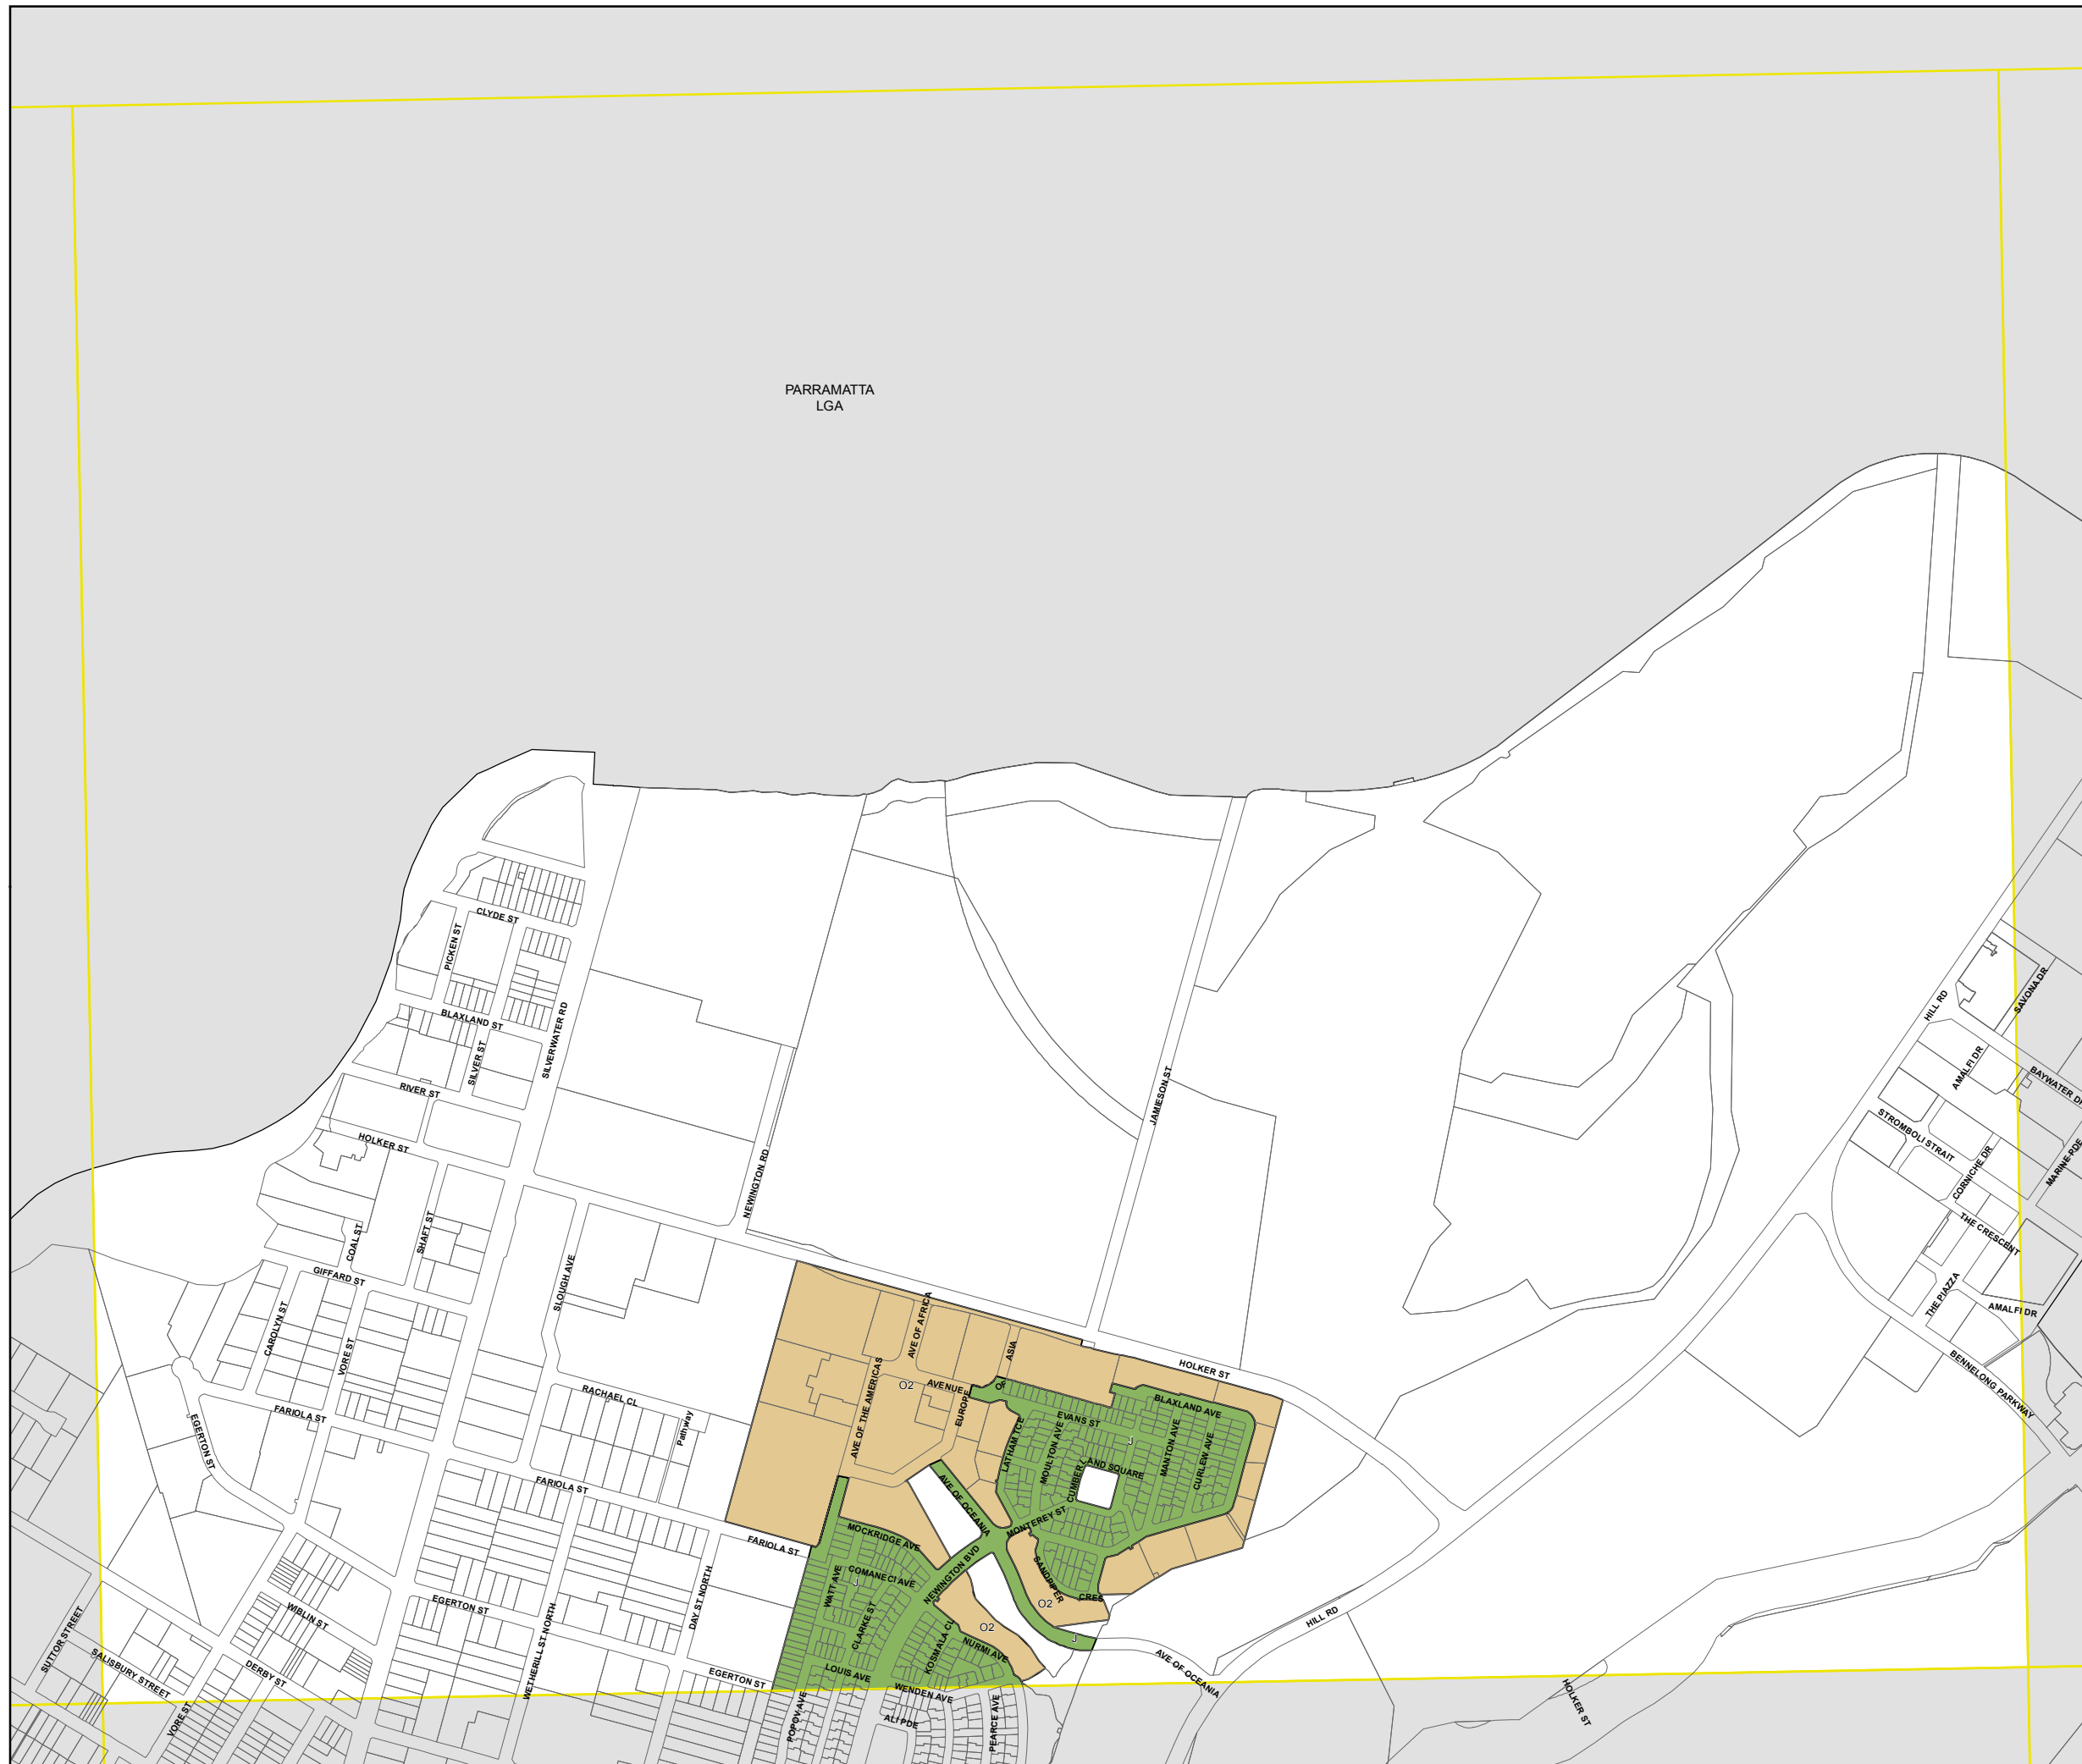 PARRAMATTA
LGA
CLYDE ST
PICKEN ST
BLAXLAND ST
SILVER ST
SILVERWATER RD
RIVER ST
HOLKER ST
NEWINGTON RD
JAMIESON ST
HILL RD
SAVONA DR
AMALFI DR
BAYWATER DR
STROMBOLI STRAIT
CORNICHE DR
MARINE PDE
THE CRESCENT
THE PIAZZA
AMALFI DR
BENNELONG PARKWAY
COAL ST
SHAFT ST
GIFFARD ST
SLOUGH AVE
CAROLYN ST
VORE ST
AVE OF AFRICA
ASIA
HOLKER ST
O2
AVENUE
OF
EUROPE
BLAXLAND AVE
RACHAEL CL
Pathway
AVE OF THE AMERICAS
EGERTON ST
FARIOLA ST
EVANS ST
J
LATHAM TCE
MOULTON AVE
MANTON AVE
CURLEW AVE
CUMBERLAND SQUARE
FARIOLA ST
AVE OF OCEANIA
MONTEREY ST
FARIOLA ST
MOCKRIDGE AVE
COMANECI AVE
NEWINGTON BVD
SANDPIPER
CRES
WATT AVE
J
CLARKE ST
O2
O2
J
EGERTON ST
WETHERILL ST NORTH
DAY ST NORTH
WIBLIN ST
SUTTOR STREET
SALISBURY STREET
DERBY ST
VORE ST
KOSMALA CL
NURMI AVE
LOUIS AVE
EGERTON ST
WENDEN AVE
POPOV AVE
ALI PDE
PEARCE AVE
HILL RD
AVE OF OCEANIA
HOLKER ST